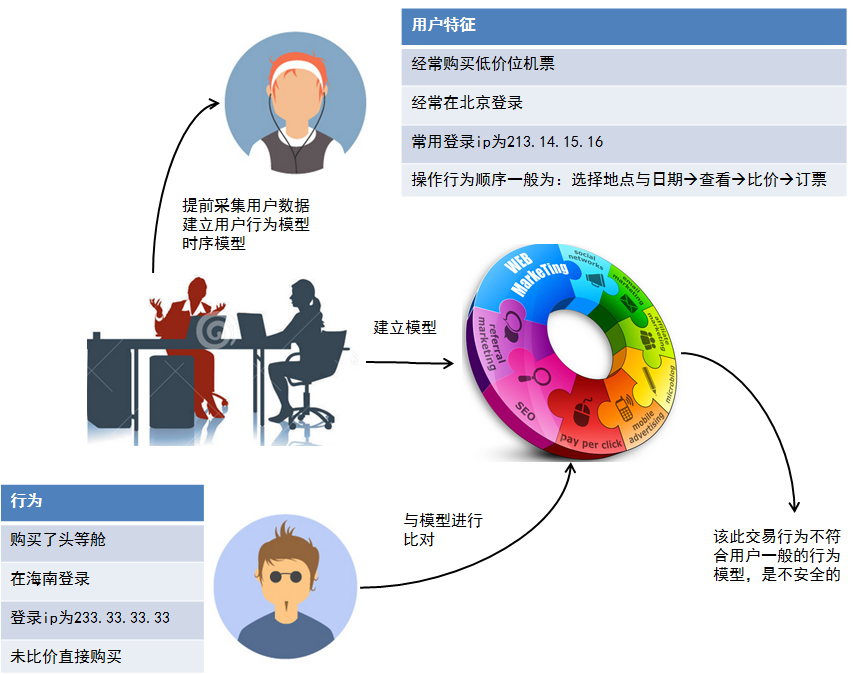 用户特征
经常购买低价位机票
经常在北京登录
常用登录ip为213.14.15.16
操作行为顺序一般为：选择地点与日期→查看→比价→订票
提前采集用户数据
建立用户行为模型
时序模型
建立模型
WEB
MarkeTing
social
networks
email
marketing
affiliate
marketing
microblog
mobile
advertising
pay per click
SEO
referral
marketing
行为
购买了头等舱
在海南登录
登录ip为233.33.33.33
未比价直接购买
与模型进行
比对
该此交易行为不符
合用户一般的行为
模型，是不安全的